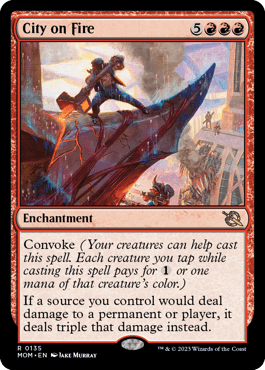 City on Fire 5
Enchantment
Convoke (Your creatures can help cast
this spell. Each creature you tap while
casting this spell pays for 1 or one
mana of that creature's color.)
If a source you control would deal
damage to a permanent or player, it
deals triple that damage instead.
R 0135
MOM • EN Jake Murray
™ & © 2023 Wizards of the Coast